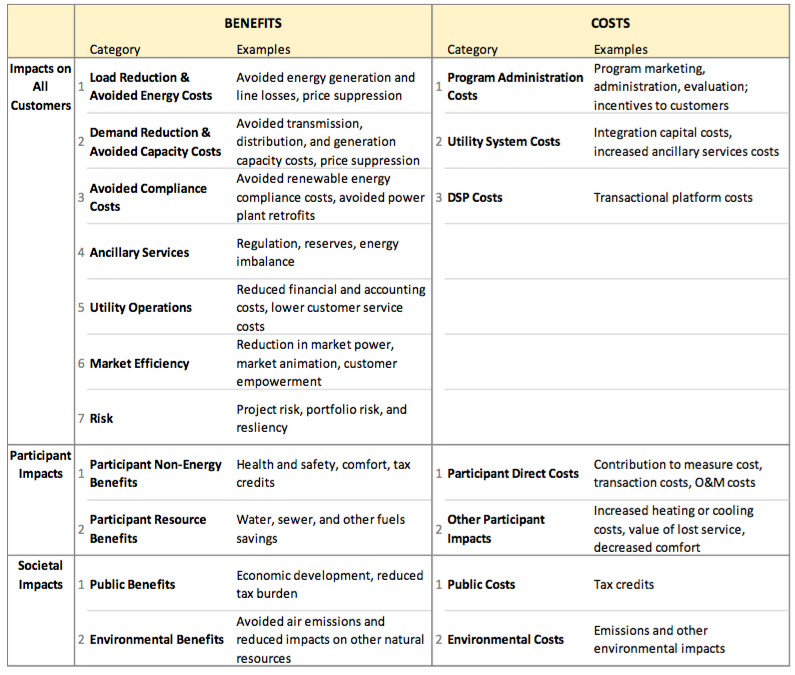 BENEFITS COSTS
Category Examples Category Examples
Impacts on
All
Customers
1 Load Reduction &
Avoided Energy Costs
Avoided energy generation and
line losses, price suppression
1 Program Administration
Costs
Program marketing,
administration, evaluation;
incentives to customers
2 Demand Reduction &
Avoided Capacity Costs
Avoided transmission,
distribution, and generation
capacity costs, price suppression
2 Utility System Costs
Integration capital costs,
increased ancillary services costs
3 Avoided Compliance
Costs
Avoided renewable energy
compliance costs, avoided power
plant retrofits
3 DSP Costs
Transactional platform costs
4 Ancillary Services
Regulation, reserves, energy
imbalance
5 Utility Operations
Reduced financial and accounting
costs, lower customer service
costs
6 Market Efficiency
Reduction in market power,
market animation, customer
empowerment
7 Risk
Project risk, portfolio risk, and
resliency
Participant
Impacts
1 Participant Non-Energy
Benefits
Health and safety, comfort, tax
credits
1 Participant Direct Costs
Contribution to measure cost,
transaction costs, O&M costs
2 Participant Resource
Benefits
Water, sewer, and other fuels
savings
2 Other Participant
Impacts
Increased heating or cooling
costs, value of lost service,
decreased comfort
Societal
Impacts
1 Public Benefits
Economic development, reduced
tax burden
1 Public Costs
Tax credits
2 Environmental Benefits
Avoided air emissions and
reduced impacts on other natural
resources
2 Environmental Costs
Emissions and other
environmental impacts